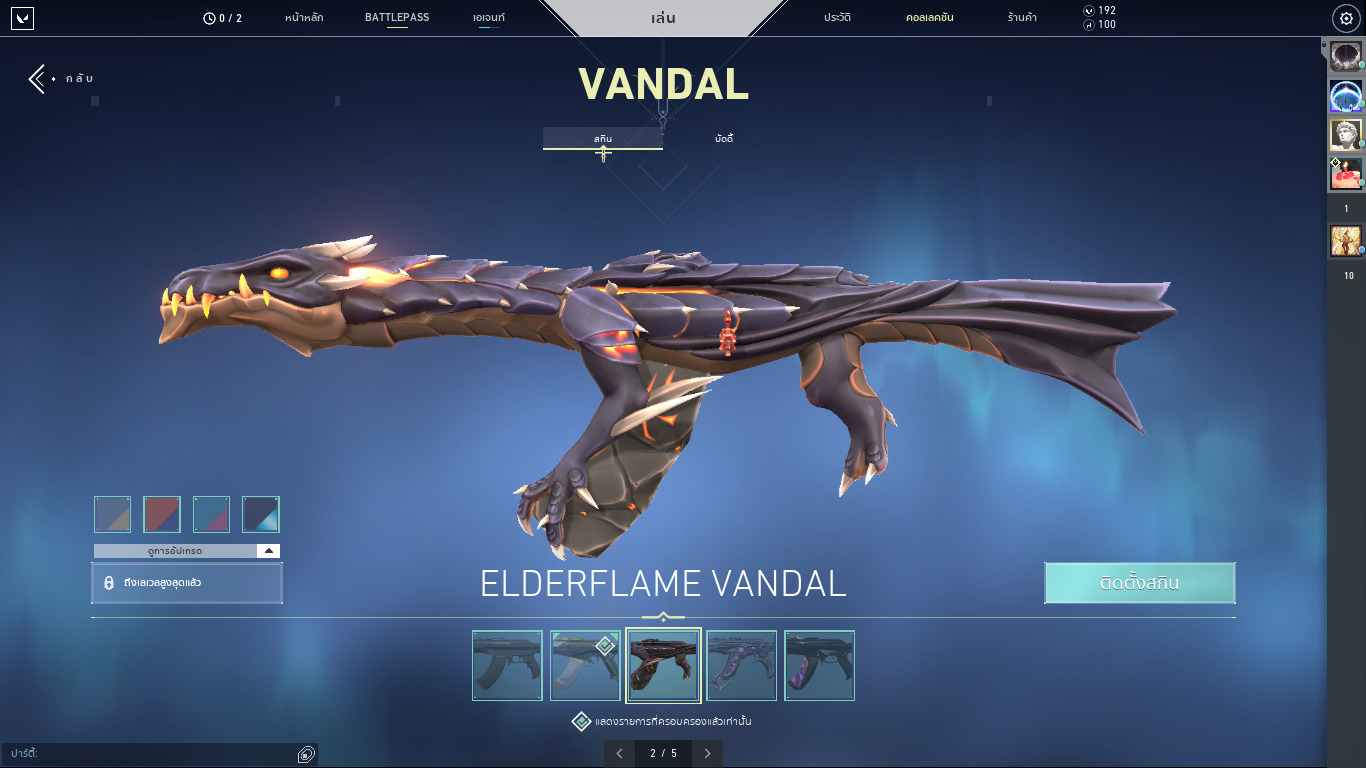 0 / 2
หน้าหลัก
BATTLEPASS
เอเจนท์
เล่น
ประวัติ
คอลเลคชัน
ร้านค้า
192
100
กลับ
VANDAL
สกิน
บัดดี้
1
10
ดูการอัปเกรด
ถึงเลเวลสูงสุดแล้ว
ELDERFLAME VANDAL
ติดตั้งสกิน
แสดงรายการที่ครอบครองแล้วเท่านั้น
ปาร์ตี้:
2 / 5